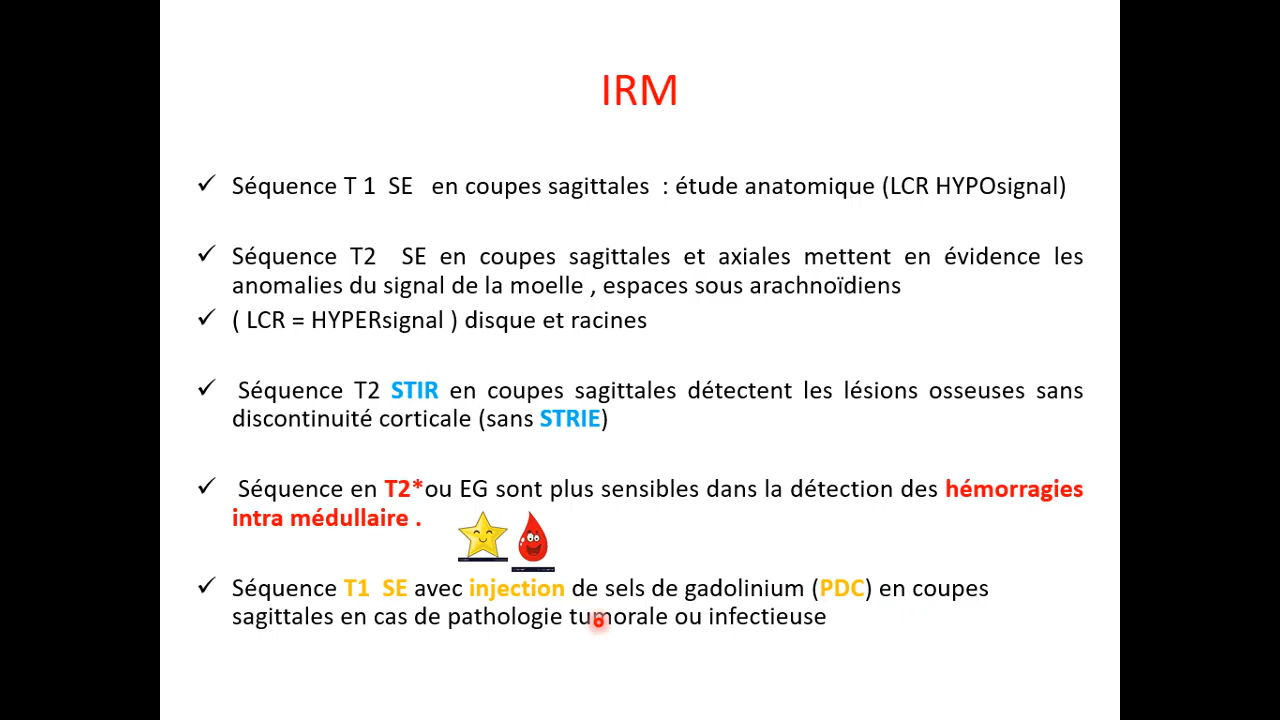 IRM
✓ Séquence T 1 SE en coupes sagittales : étude anatomique (LCR HYPOsignal)
✓ Séquence T2 SE en coupes sagittales et axiales mettent en évidence les
anomalies du signal de la moelle , espaces sous arachnoïdiens
✓ ( LCR = HYPERsignal ) disque et racines
✓ Séquence T2 STIR en coupes sagittales détectent les lésions osseuses sans
discontinuité corticale (sans STRIE)
✓ Séquence en T2*ou EG sont plus sensibles dans la détection des hémorragies
intra médullaire .
✓ Séquence T1 SE avec injection de sels de gadolinium (PDC) en coupes
sagittales en cas de pathologie tumorale ou infectieuse